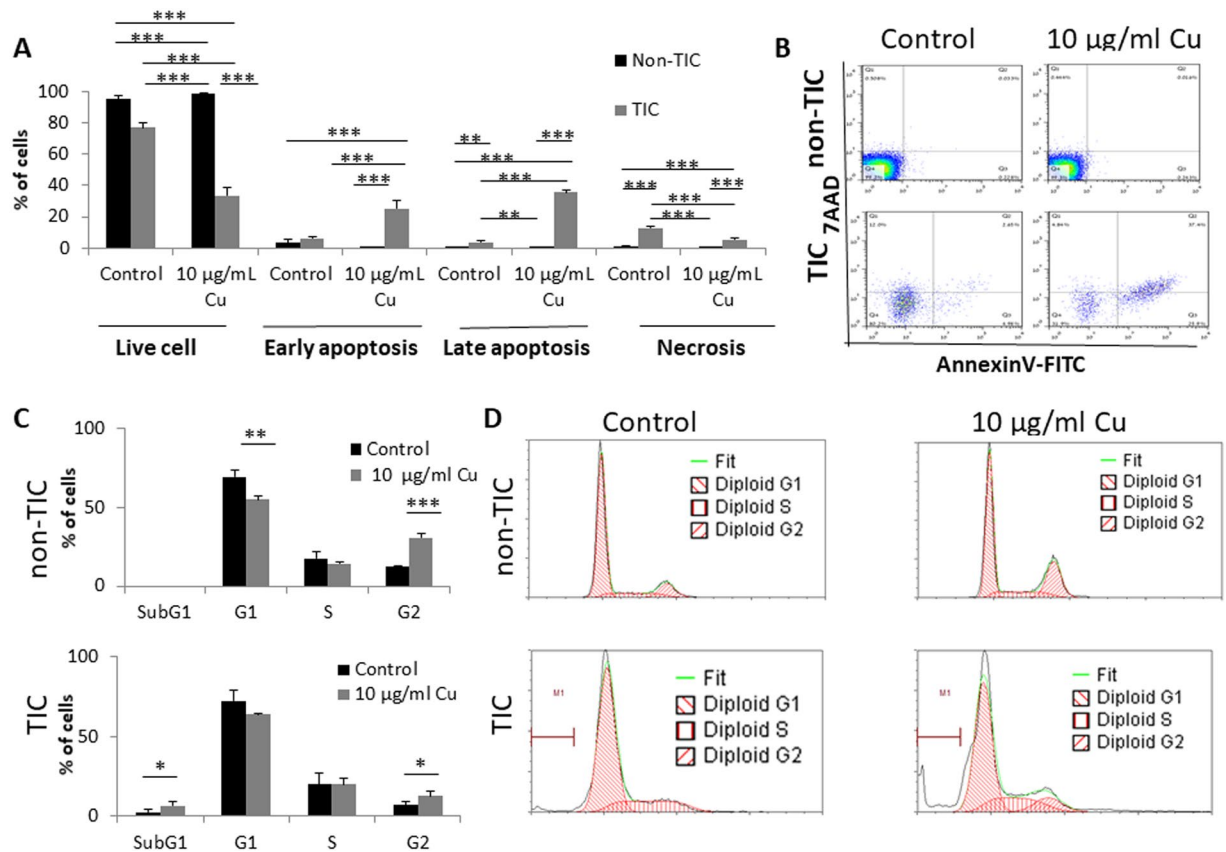 A
***
***
***
***
***
***
***
***
**
***
***
***
**
***
***
***
***
***
Non-TIC
TIC
% of cells
100
80
60
40
20
0
Control
10 µg/mL
Cu
Control
10 µg/mL
Cu
Control
10 µg/mL
Cu
Control
10 µg/mL
Cu
Live cell
Early apoptosis
Late apoptosis
Necrosis
B
Control
10 µg/ml Cu
non-TIC
TIC
7AAD
AnnexinV-FITC
C
non-TIC
% of cells
100
50
0
**
***
Control
10 µg/ml Cu
SubG1
G1
S
G2
TIC
% of cells
100
50
0
*
*
Control
10 µg/ml Cu
SubG1
G1
S
G2
D
Control
10 µg/ml Cu
non-TIC
Fit
Diploid G1
Diploid S
Diploid G2
Fit
Diploid G1
Diploid S
Diploid G2
TIC
M1
Fit
Diploid G1
Diploid S
Diploid G2
M1
Fit
Diploid G1
Diploid S
Diploid G2